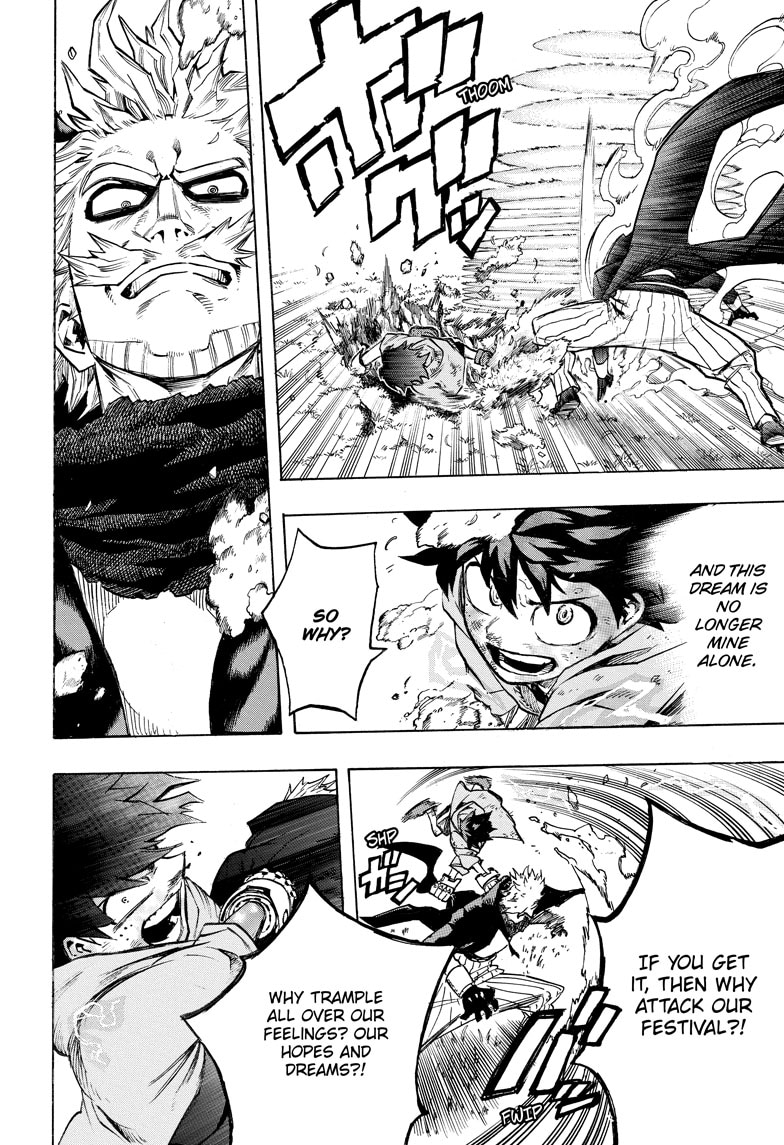 THOOM
AND THIS
DREAM IS
NO
LONGER
MINE
ALONE.
SO
WHY?
SHP
IF YOU GET
IT, THEN WHY
ATTACK OUR
FESTIVAL?!
FWIP
WHY TRAMPLE
ALL OVER OUR
FEELINGS? OUR
HOPES AND
DREAMS?!